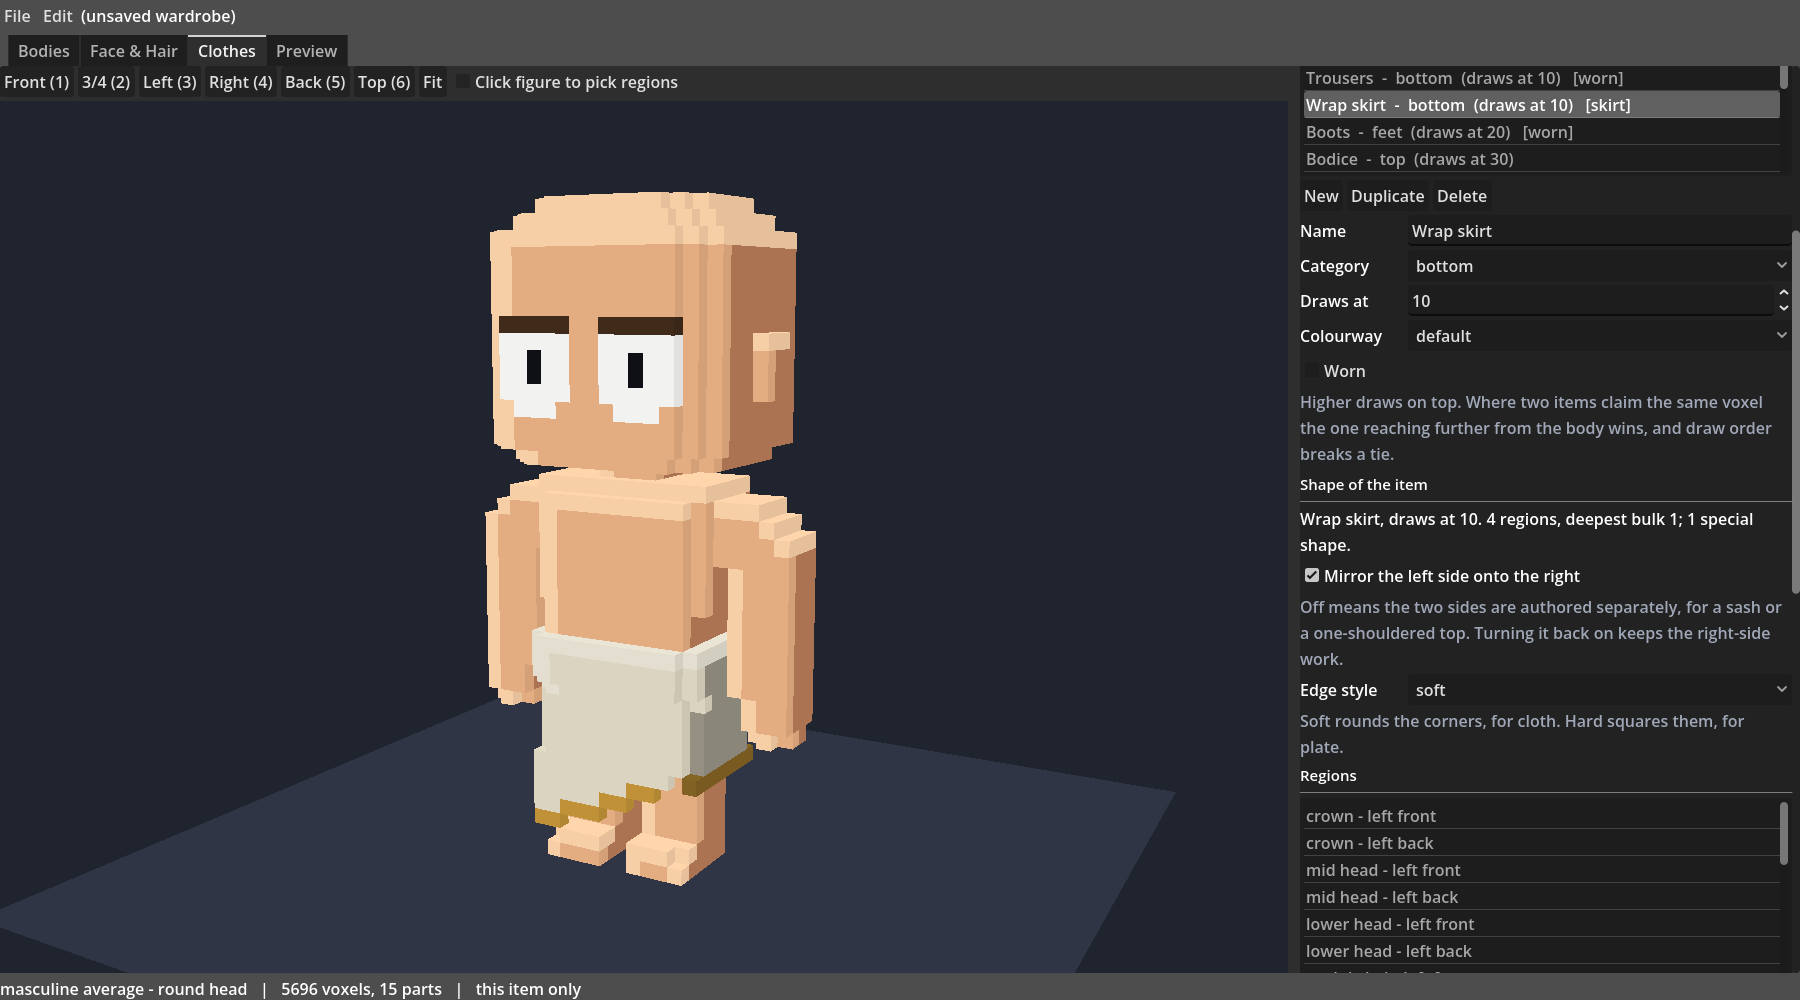 File Edit (unsaved wardrobe)
Bodies Face & Hair Clothes Preview
Front (1) 3/4 (2) Left (3) Right (4) Back (5) Top (6) Fit Click figure to pick regions
Trousers - bottom (draws at 10) [worn]
Wrap skirt - bottom (draws at 10) [skirt]
Boots - feet (draws at 20) [worn]
Bodice - top (draws at 30)
New Duplicate Delete
Name Wrap skirt
Category bottom
Draws at 10
Colourway default
Worn
Higher draws on top. Where two items claim the same voxel
the one reaching further from the body wins, and draw order
breaks a tie.
Shape of the item
Wrap skirt, draws at 10. 4 regions, deepest bulk 1; 1 special
shape.
Mirror the left side onto the right
Off means the two sides are authored separately, for a sash or
a one-shouldered top. Turning it back on keeps the right-side
work.
Edge style soft
Soft rounds the corners, for cloth. Hard squares them, for
plate.
Regions
crown - left front
crown - left back
mid head - left front
mid head - left back
lower head - left front
lower head - left back
masculine average - round head | 5696 voxels, 15 parts | this item only